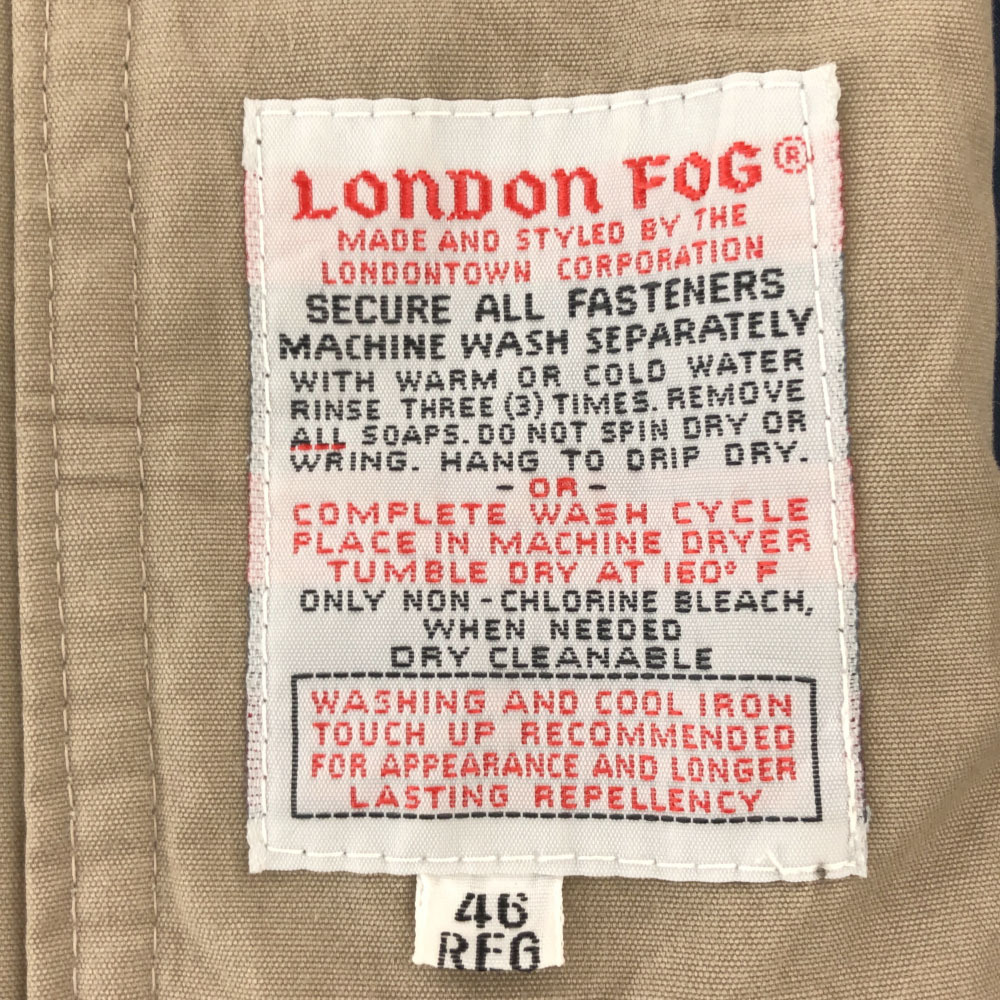 LONDON FOG®
MADE AND STYLED BY THE
LONDONTOWN CORPORATION
SECURE ALL FASTENERS
MACHINE WASH SEPARATELY
WITH WARM OR COLD WATER
RINSE THREE (3) TIMES. REMOVE
ALL SOAPS. DO NOT SPIN DRY OR
WRING. HANG TO DRIP DRY.
- OR -
COMPLETE WASH CYCLE
PLACE IN MACHINE DRYER
TUMBLE DRY AT 160° F
ONLY NON-CHLORINE BLEACH,
WHEN NEEDED
DRY CLEANABLE
WASHING AND COOL IRON
TOUCH UP RECOMMENDED
FOR APPEARANCE AND LONGER
LASTING REPELLENCY
46
REG